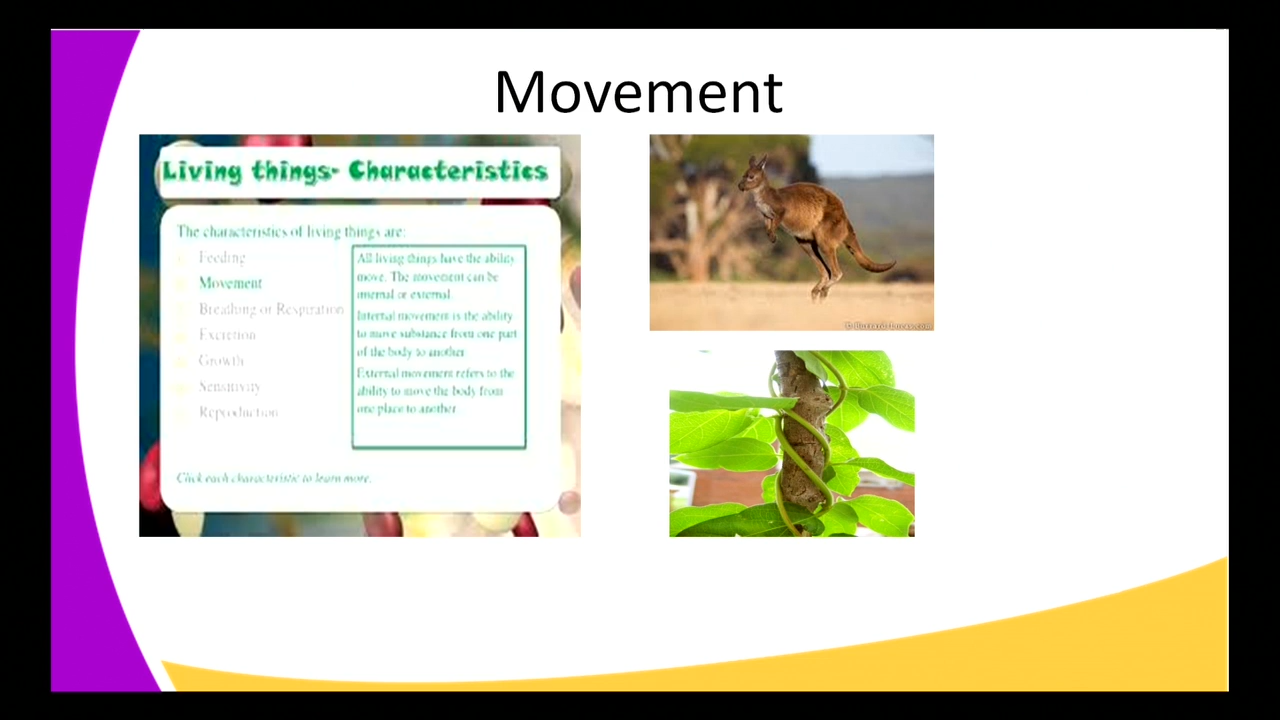 Movement
Living things- Characteristics
The characteristics of living things are:
Feeding
Movement
Breathing or Respiration
Excretion
Growth
Sensitivity
Reproduction
All living things have the ability
move. The movement can be
internal or external.
Internal movement is the ability
to move substance from one part
of the body to another
External movement refers to the
ability to move the body from
one place to another.
Click each characteristic to learn more.